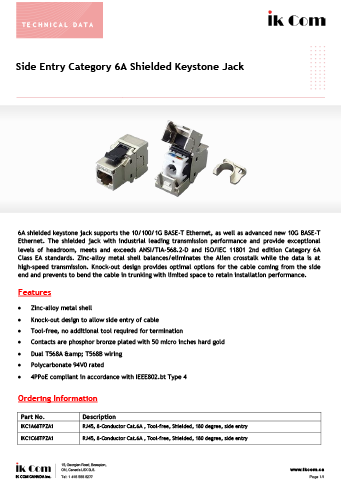 TECHNICAL DATA
ik Com
Side Entry Category 6A Shielded Keystone Jack
6A shielded keystone jack supports the 10/100/1G BASE-T Ethernet, as well as advanced new 10G BASE-T
Ethernet. The shielded jack with industrial leading transmission performance and provide exceptional
levels of headroom, meets and exceeds ANSI/TIA-568.2-D and ISO/IEC 11801 2nd edition Category 6A
Class EA standards. Zinc-alloy metal shell balances/eliminates the Alien crosstalk while the data is at
high-speed transmission. Knock-out design provides optimal options for the cable coming from the side
end and prevents to bend the cable in trunking with limited space to retain installation performance.
Features
• Zinc-alloy metal shell
• Knock-out design to allow side entry of cable
• Tool-free, no additional tool required for termination
• Contacts are phosphor bronze plated with 50 micro inches hard gold
• Dual T568A &amp; T568B wiring
• Polycarbonate 94V0 rated
• 4PPoE compliant in accordance with IEEE802.bt Type 4
Ordering Information
Part No. Description
IKC1A68TPZA1 RJ45, 8-Conductor Cat.6A , Tool-free, Shielded, 180 degree, side entry
IKC1C68TPZA1 RJ45, 8-Conductor Cat.6A , Tool-free, Shielded, 180 degree, side entry
ik Com
IK COM CANADA Inc.
15, Georgian Road, Brampton,
ON, Canada
Tel:
www.ikcom.ca
Page 1/1